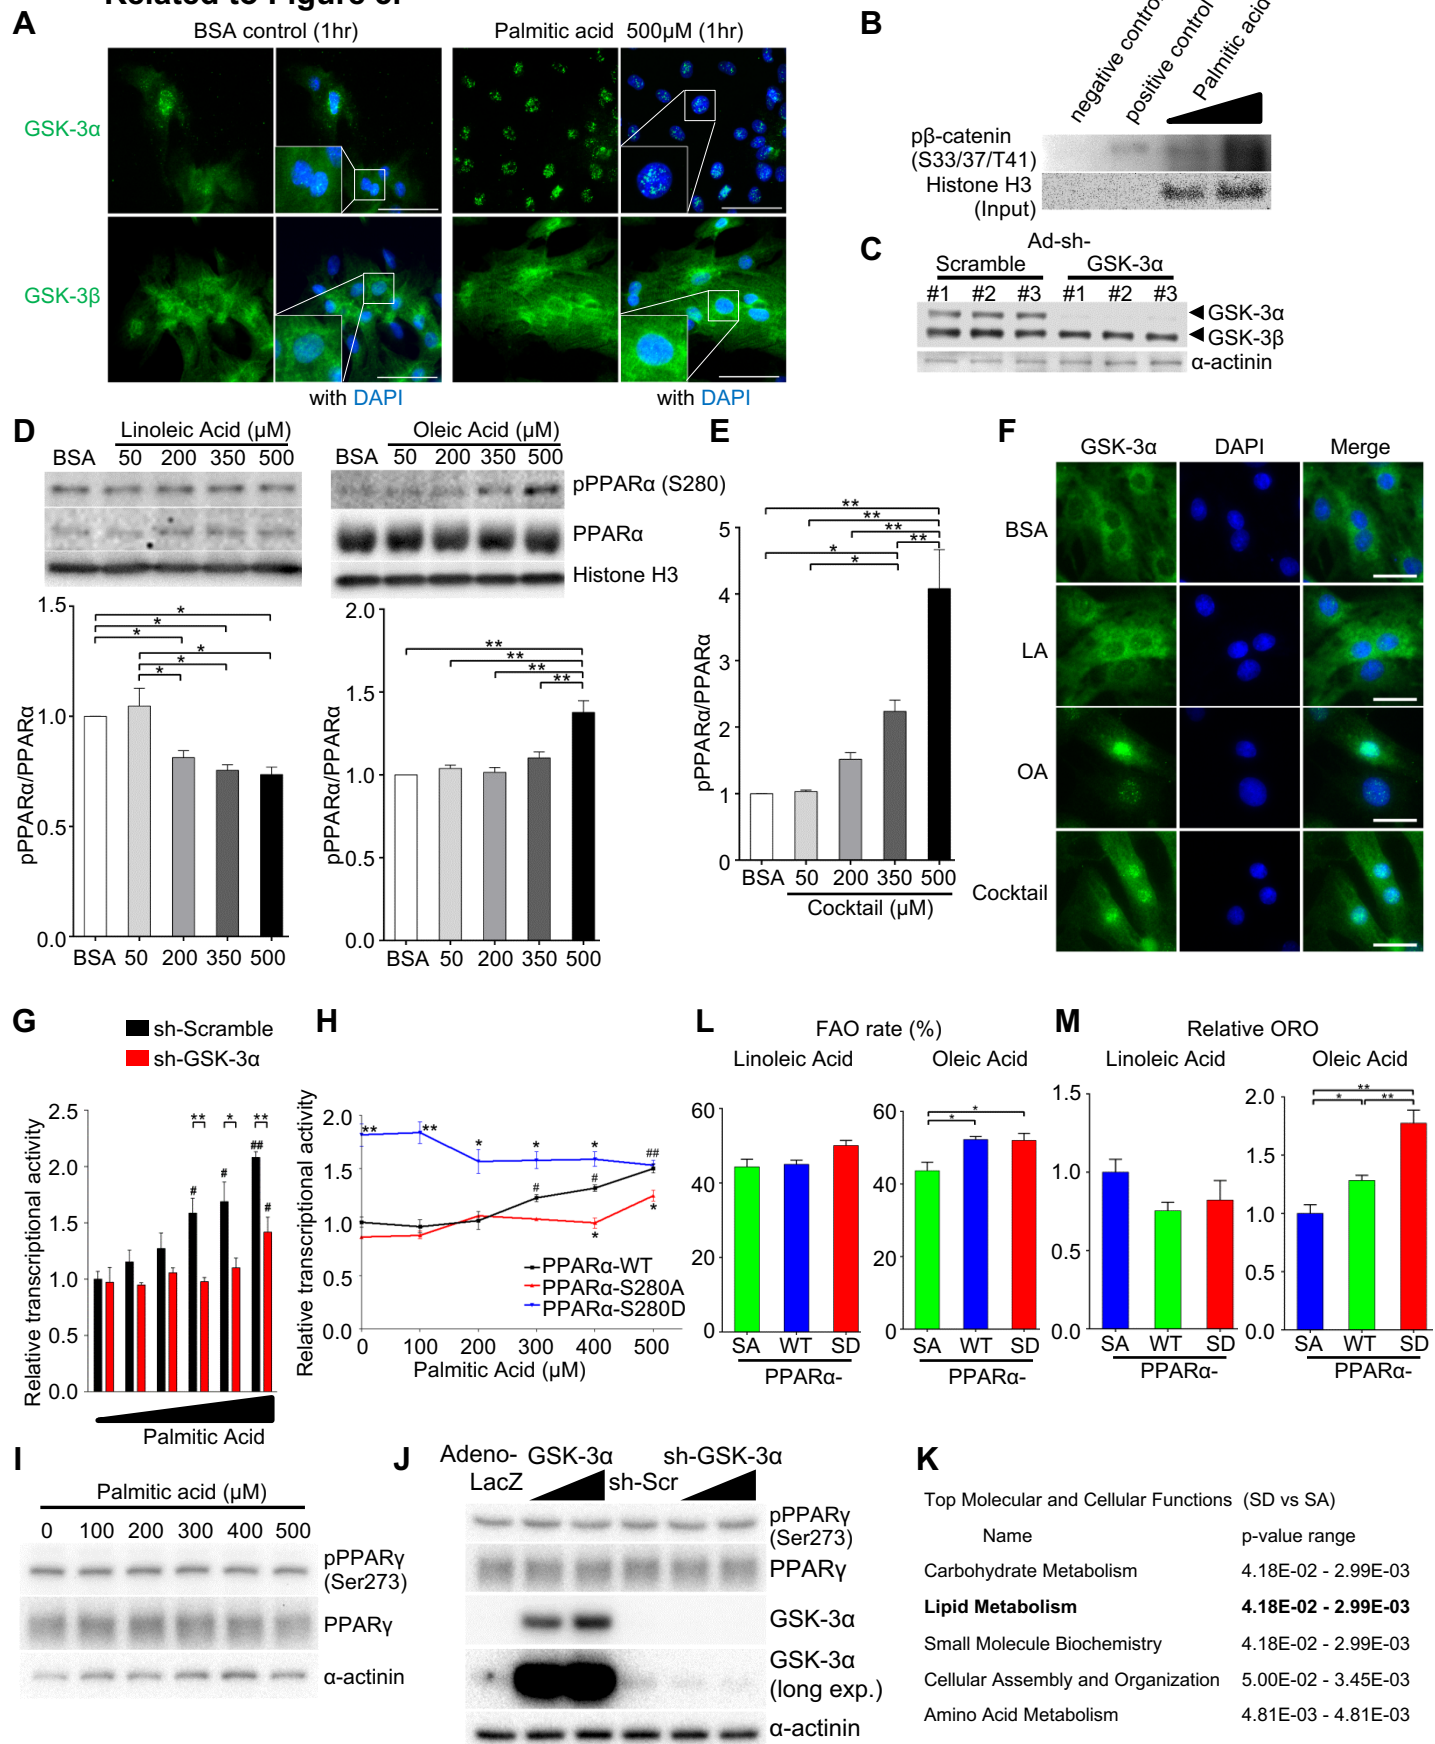 Related to Figure 3.
A
BSA control (1hr)
Palmitic acid 500µM (1hr)
GSK-3α
GSK-3β
with DAPI
with DAPI
B
negative control
positive control
Palmitic acid
pβ-catenin
(S33/37/T41)
Histone H3
(Input)
C
Ad-sh-
Scramble
GSK-3α
#1 #2 #3 #1 #2 #3
GSK-3α
GSK-3β
α-actinin
D
Linoleic Acid (µM)
BSA 50 200 350 500
Oleic Acid (µM)
BSA 50 200 350 500
pPPARα (S280)
PPARα
Histone H3
pPPARα/PPARα
1.5
1.0
0.5
0.0
* * * * * *
BSA 50 200 350 500
pPPARα/PPARα
2.0
1.5
1.0
0.5
0.0
** ** ** **
BSA 50 200 350 500
E
pPPARα/PPARα
5
4
3
2
1
0
** ** ** ** * *
BSA 50 200 350 500
Cocktail (µM)
F
GSK-3α DAPI Merge
BSA
LA
OA
Cocktail
G
sh-Scramble
sh-GSK-3α
Relative transcriptional activity
2.5
2.0
1.5
1.0
0.5
0.0
** * **
# # ## #
Palmitic Acid
H
Relative transcriptional activity
2.0
1.5
1.0
0.5
0.0
** ** * * * ##
# # * *
PPARα-WT
PPARα-S280A
PPARα-S280D
0 100 200 300 400 500
Palmitic Acid (µM)
L
FAO rate (%)
Linoleic Acid
60
40
20
0
SA WT SD
PPARα-
Oleic Acid
60
40
20
0
* *
SA WT SD
PPARα-
M
Relative ORO
Linoleic Acid
1.5
1.0
0.5
0.0
SA WT SD
PPARα-
Oleic Acid
2.0
1.5
1.0
0.5
0.0
** * **
SA WT SD
PPARα-
I
Palmitic acid (µM)
0 100 200 300 400 500
pPPARγ
(Ser273)
PPARγ
α-actinin
J
Adeno- GSK-3α sh-GSK-3α
LacZ sh-Scr
pPPARγ
(Ser273)
PPARγ
GSK-3α
GSK-3α
(long exp.)
α-actinin
K
Top Molecular and Cellular Functions (SD vs SA)
Name p-value range
Carbohydrate Metabolism 4.18E-02 - 2.99E-03
Lipid Metabolism 4.18E-02 - 2.99E-03
Small Molecule Biochemistry 4.18E-02 - 2.99E-03
Cellular Assembly and Organization 5.00E-02 - 3.45E-03
Amino Acid Metabolism 4.81E-03 - 4.81E-03